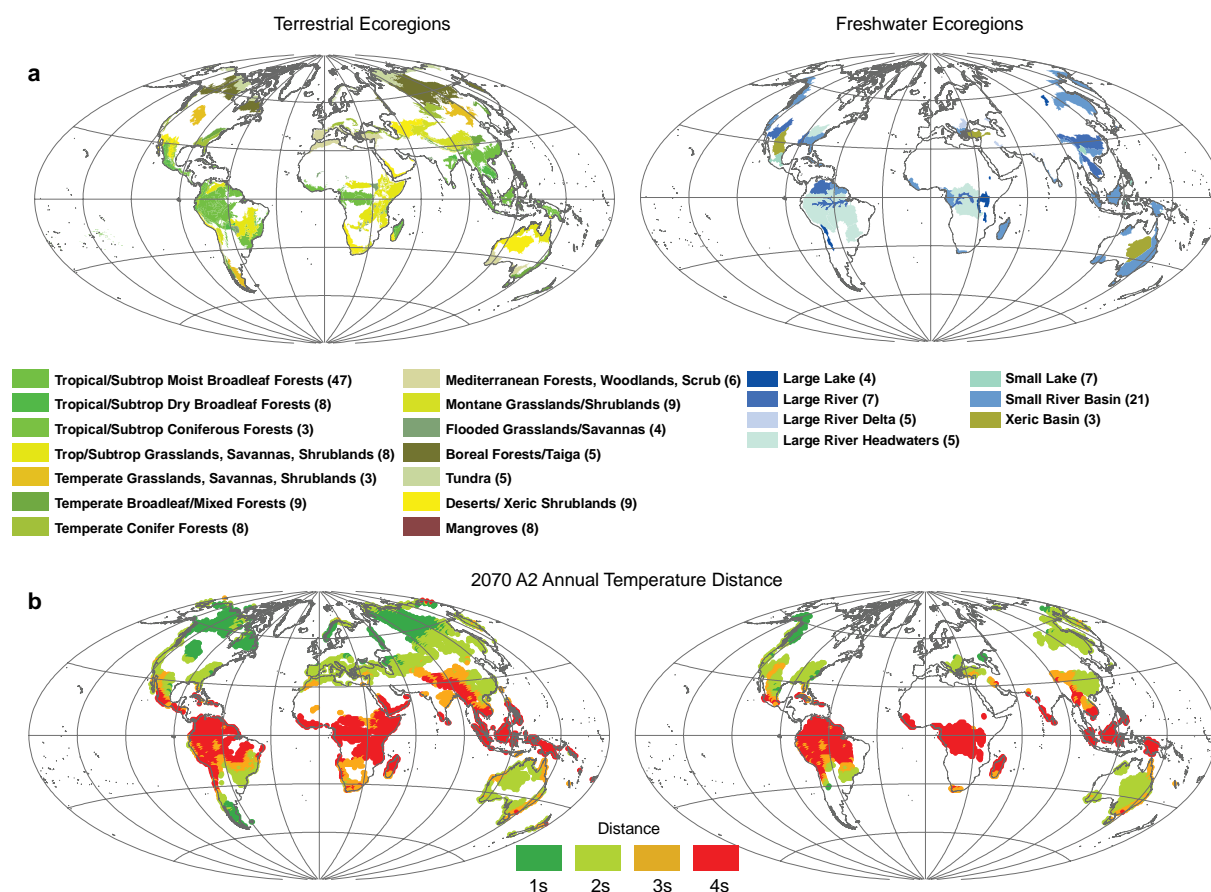 Terrestrial Ecoregions
Freshwater Ecoregions
a
Tropical/Subtrop Moist Broadleaf Forests (47)
Tropical/Subtrop Dry Broadleaf Forests (8)
Tropical/Subtrop Coniferous Forests (3)
Trop/Subtrop Grasslands, Savannas, Shrublands (8)
Temperate Grasslands, Savannas, Shrublands (3)
Temperate Broadleaf/Mixed Forests (9)
Temperate Conifer Forests (8)
Mediterranean Forests, Woodlands, Scrub (6)
Montane Grasslands/Shrublands (9)
Flooded Grasslands/Savannas (4)
Boreal Forests/Taiga (5)
Tundra (5)
Deserts/ Xeric Shrublands (9)
Mangroves (8)
Large Lake (4)
Large River (7)
Large River Delta (5)
Large River Headwaters (5)
Small Lake (7)
Small River Basin (21)
Xeric Basin (3)
2070 A2 Annual Temperature Distance
b
Distance
1s 2s 3s 4s